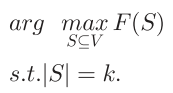 arg max F(S)
S⊆V
s.t.|S| = k.